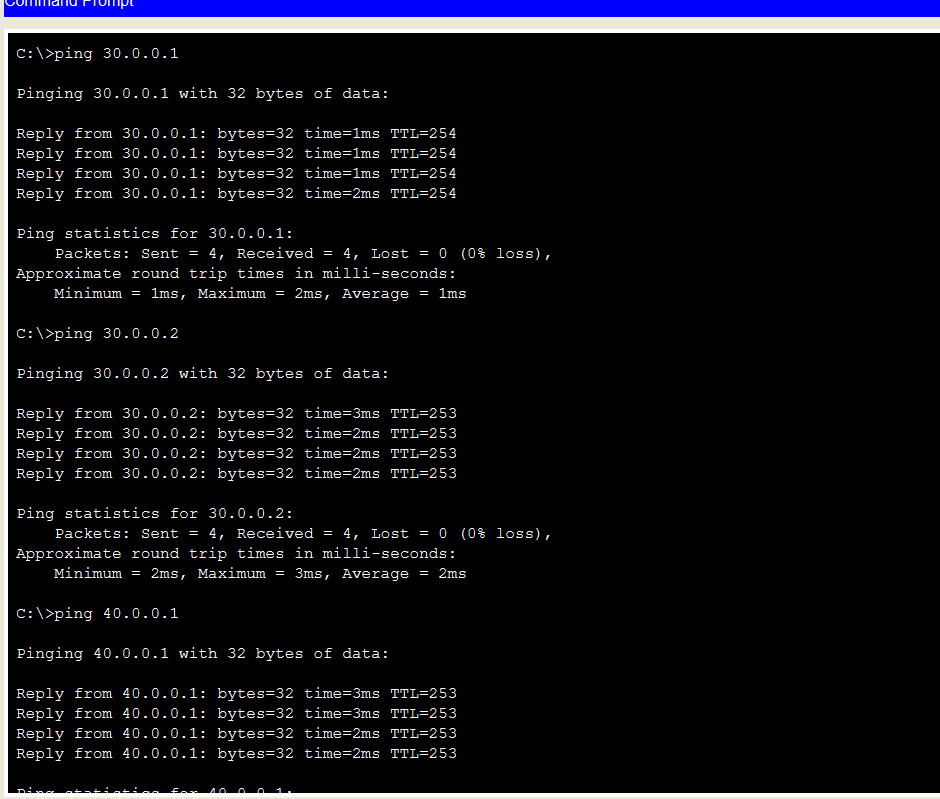 Command Prompt
C:\>ping 30.0.0.1
Pinging 30.0.0.1 with 32 bytes of data:
Reply from 30.0.0.1: bytes=32 time=1ms TTL=254
Reply from 30.0.0.1: bytes=32 time=1ms TTL=254
Reply from 30.0.0.1: bytes=32 time=1ms TTL=254
Reply from 30.0.0.1: bytes=32 time=2ms TTL=254
Ping statistics for 30.0.0.1:
Packets: Sent = 4, Received = 4, Lost = 0 (0% loss),
Approximate round trip times in milli-seconds:
Minimum = 1ms, Maximum = 2ms, Average = 1ms
C:\>ping 30.0.0.2
Pinging 30.0.0.2 with 32 bytes of data:
Reply from 30.0.0.2: bytes=32 time=3ms TTL=253
Reply from 30.0.0.2: bytes=32 time=2ms TTL=253
Reply from 30.0.0.2: bytes=32 time=2ms TTL=253
Reply from 30.0.0.2: bytes=32 time=2ms TTL=253
Ping statistics for 30.0.0.2:
Packets: Sent = 4, Received = 4, Lost = 0 (0% loss),
Approximate round trip times in milli-seconds:
Minimum = 2ms, Maximum = 3ms, Average = 2ms
C:\>ping 40.0.0.1
Pinging 40.0.0.1 with 32 bytes of data:
Reply from 40.0.0.1: bytes=32 time=3ms TTL=253
Reply from 40.0.0.1: bytes=32 time=3ms TTL=253
Reply from 40.0.0.1: bytes=32 time=2ms TTL=253
Reply from 40.0.0.1: bytes=32 time=2ms TTL=253
Ping statistics for 40.0.0.1: